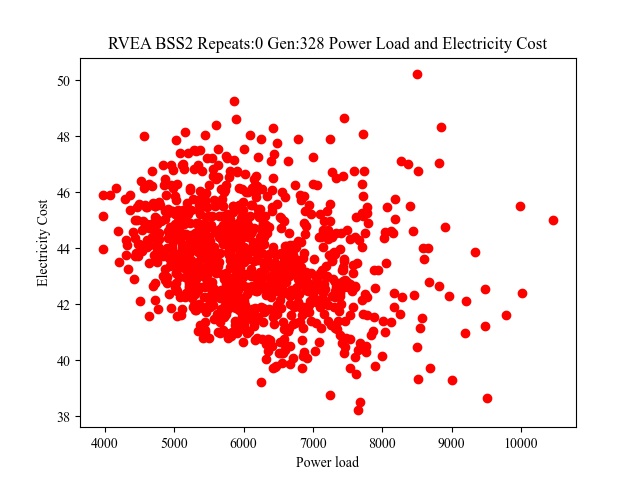 RVEA BSS2 Repeats:0 Gen:328 Power Load and Electricity Cost
50
48
46
44
42
40
38
Electricity Cost
4000 5000 6000 7000 8000 9000 10000
Power load